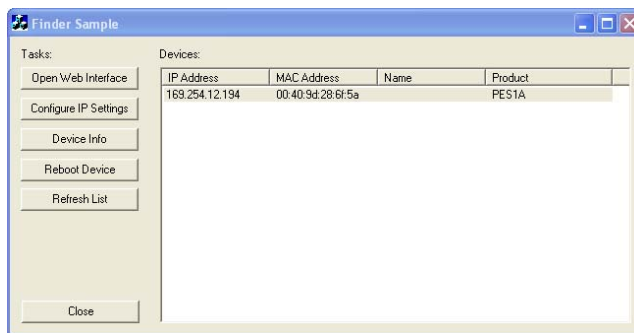 Finder Sample
Tasks:
Devices:
Open Web Interface
Configure IP Settings
Device Info
Reboot Device
Refresh List
Close
IP Address MAC Address Name Product
169.254.12.194 00:40:9d:28:6f:5a PES1A